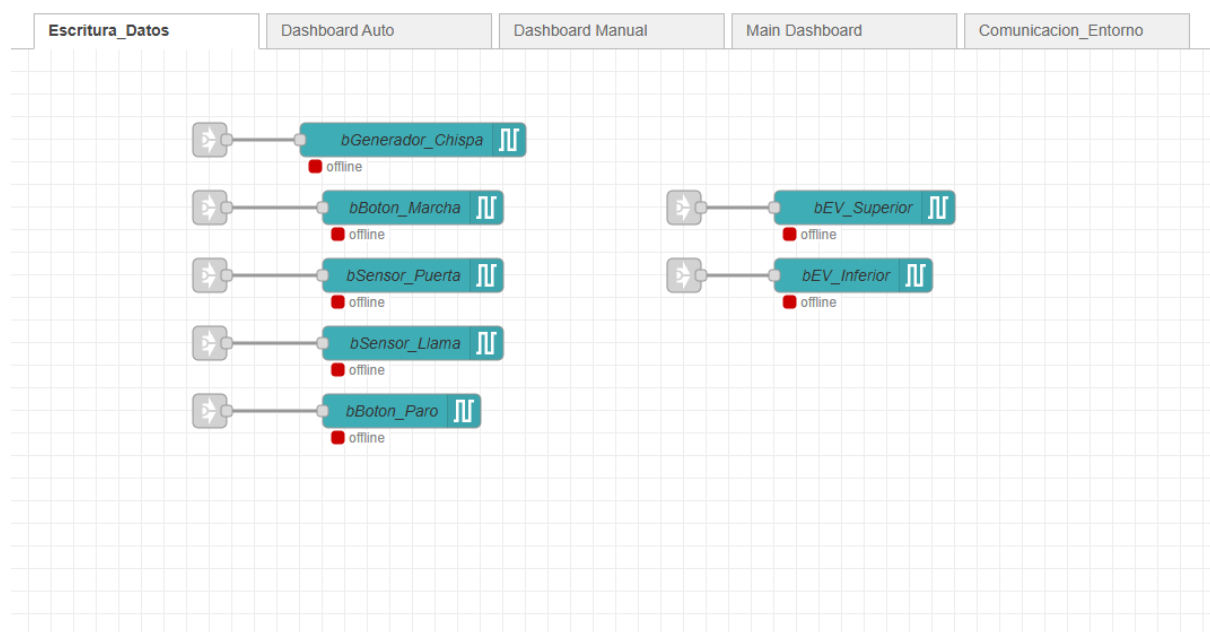 Escritura_Datos
Dashboard Auto
Dashboard Manual
Main Dashboard
Comunicacion_Entorno
bGenerador_Chispa
offline
bBoton_Marcha
offline
bSensor_Puerta
offline
bSensor_Llama
offline
bBoton_Paro
offline
bEV_Superior
offline
bEV_Inferior
offline